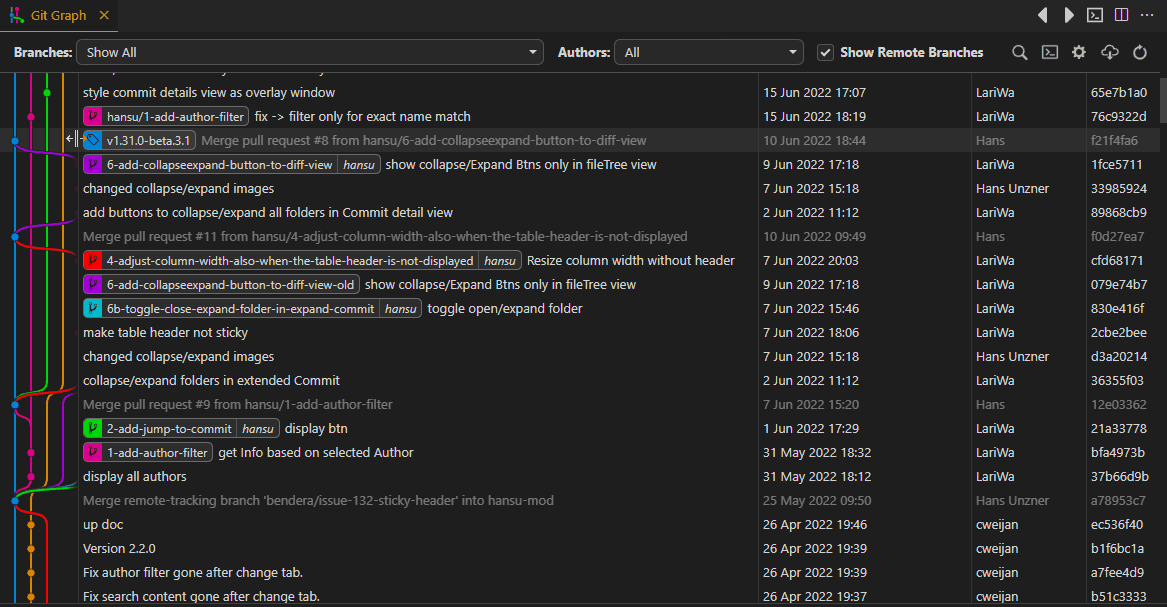 Git Graph
Branches: Show All Authors: All Show Remote Branches
style commit details view as overlay window 15 Jun 2022 17:07 LariWa 65e7b1a0
hansu/1-add-author-filter fix -> filter only for exact name match 15 Jun 2022 18:19 LariWa 76c9322d
v1.31.0-beta.3.1 Merge pull request #8 from hansu/6-add-collapseexpand-button-to-diff-view 10 Jun 2022 18:44 Hans f21f4fa6
6-add-collapseexpand-button-to-diff-view hansu show collapse/Expand Btns only in fileTree view 9 Jun 2022 17:18 LariWa 1fce5711
changed collapse/expand images 7 Jun 2022 15:18 Hans Unzner 33985924
add buttons to collapse/expand all folders in Commit detail view 2 Jun 2022 11:12 LariWa 89868cb9
Merge pull request #11 from hansu/4-adjust-column-width-also-when-the-table-header-is-not-displayed 10 Jun 2022 09:49 Hans f0d27ea7
4-adjust-column-width-also-when-the-table-header-is-not-displayed hansu Resize column width without header 7 Jun 2022 20:03 LariWa cfd68171
6-add-collapseexpand-button-to-diff-view-old show collapse/Expand Btns only in fileTree view 9 Jun 2022 17:18 LariWa 079e74b7
6b-toggle-close-expand-folder-in-expand-commit hansu toggle open/expand folder 7 Jun 2022 15:46 LariWa 830e416f
make table header not sticky 7 Jun 2022 18:06 LariWa 2cbe2bee
changed collapse/expand images 7 Jun 2022 15:18 Hans Unzner d3a20214
collapse/expand folders in extended Commit 2 Jun 2022 11:12 LariWa 36355f03
Merge pull request #9 from hansu/1-add-author-filter 7 Jun 2022 15:20 Hans 12e03362
2-add-jump-to-commit hansu display btn 1 Jun 2022 17:29 LariWa 21a33778
1-add-author-filter get Info based on selected Author 31 May 2022 18:32 LariWa bfa4973b
display all authors 31 May 2022 18:12 LariWa 37b66d9b
Merge remote-tracking branch 'bendera/issue-132-sticky-header' into hansu-mod 25 May 2022 09:50 Hans Unzner a78953c7
up doc 26 Apr 2022 19:46 cweijan ec536f40
Version 2.2.0 26 Apr 2022 19:39 cweijan b1f6bc1a
Fix author filter gone after change tab. 26 Apr 2022 19:39 cweijan a7fee4d9
Fix search content gone after change tab. 26 Apr 2022 19:37 cweijan b51c3333